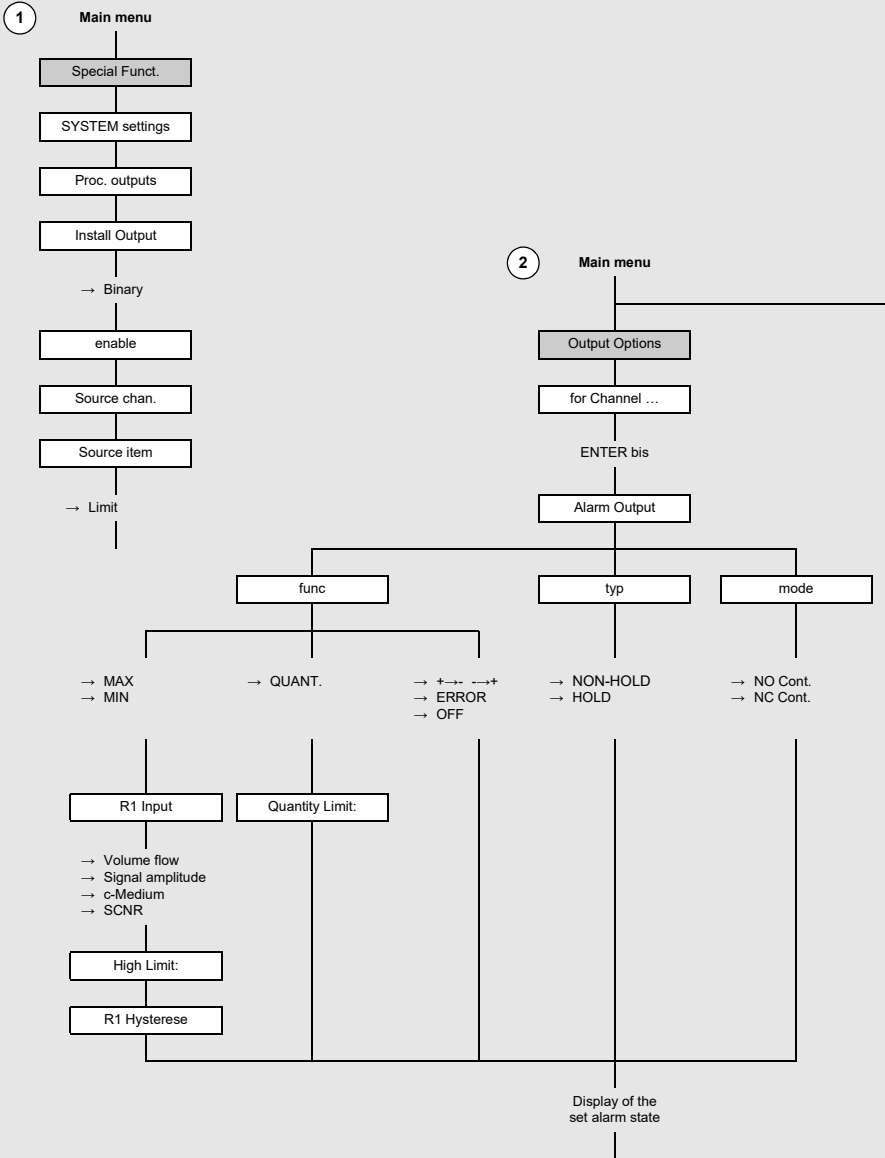 1
Main menu
Special Funct.
SYSTEM settings
Proc. outputs
Install Output
→ Binary
enable
Source chan.
Source item
→ Limit
2
Main menu
Output Options
for Channel …
ENTER bis
Alarm Output
func
typ
mode
→ MAX
→ MIN
→ QUANT.
→ +→- -→+
→ ERROR
→ OFF
→ NON-HOLD
→ HOLD
→ NO Cont.
→ NC Cont.
R1 Input
Quantity Limit:
→ Volume flow
→ Signal amplitude
→ c-Medium
→ SCNR
High Limit:
R1 Hysterese
Display of the
set alarm state